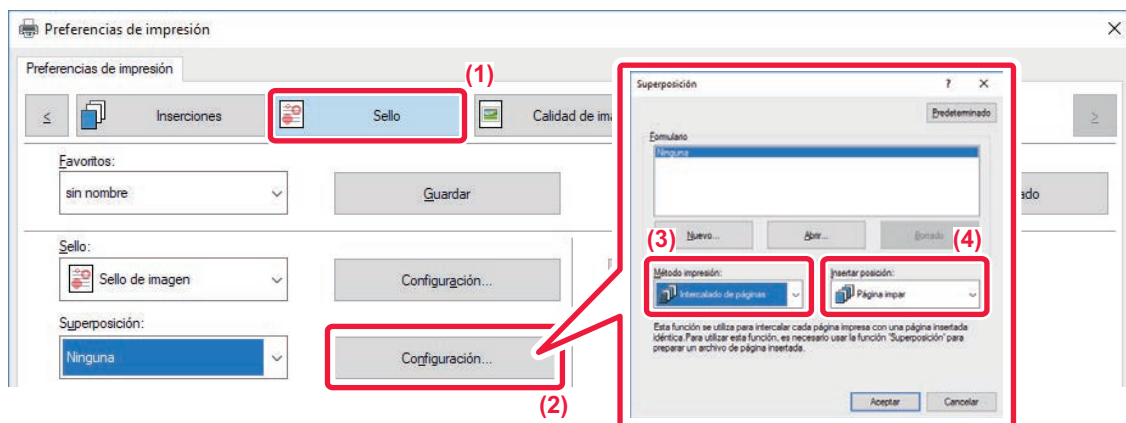 Preferencias de impresión
Preferencias de impresión
(1)
Inserciones
Sello
Calidad de im
Favoritos:
sin nombre
Guardar
ado
Sello:
Sello de imagen
Configuración...
Superposición:
Ninguna
Configuración...
(2)
Superposición
?
Predeterminado
Formulario
Ninguna
Nuevo...
Abrir...
Borrado
(3)
(4)
Método impresión:
Insertar posición:
Intercalado de páginas
Página impar
Esta función se utiliza para intercalar cada página impresa con una página insertada
idéntica.Para utilizar esta función, es necesario usar la función "Superposición" para
preparar un archivo de página insertada.
Aceptar
Cancelar